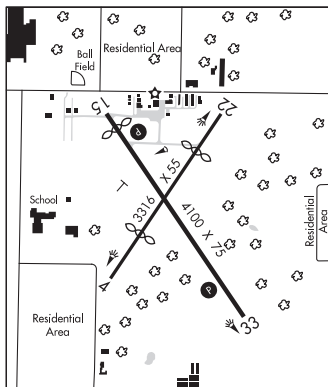 Residential Area
Ball
Field
15
22
P
3316 X 55
4100 X 75
School
Residential
Area
4
P
33
Residential
Area